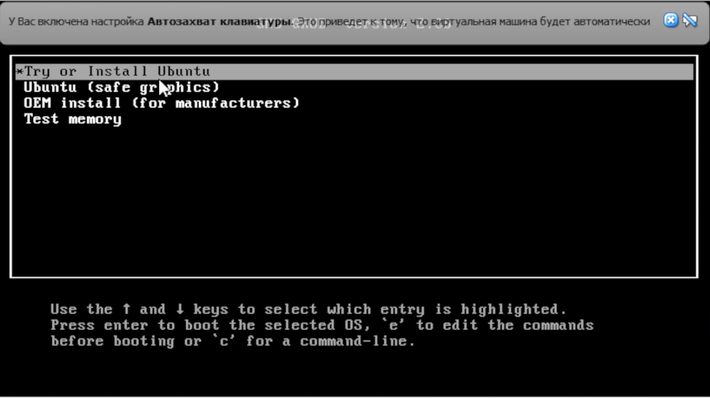 У Вас включена настройка Автозахват клавиатуры. Это приведет к тому, что виртуальная машина будет автоматически
*Try or Install Ubuntu
Ubuntu (safe graphics)
OEM install (for manufacturers)
Test memory
Use the ↑ and ↓ keys to select which entry is highlighted.
Press enter to boot the selected OS, `e' to edit the commands
before booting or `c' for a command-line.